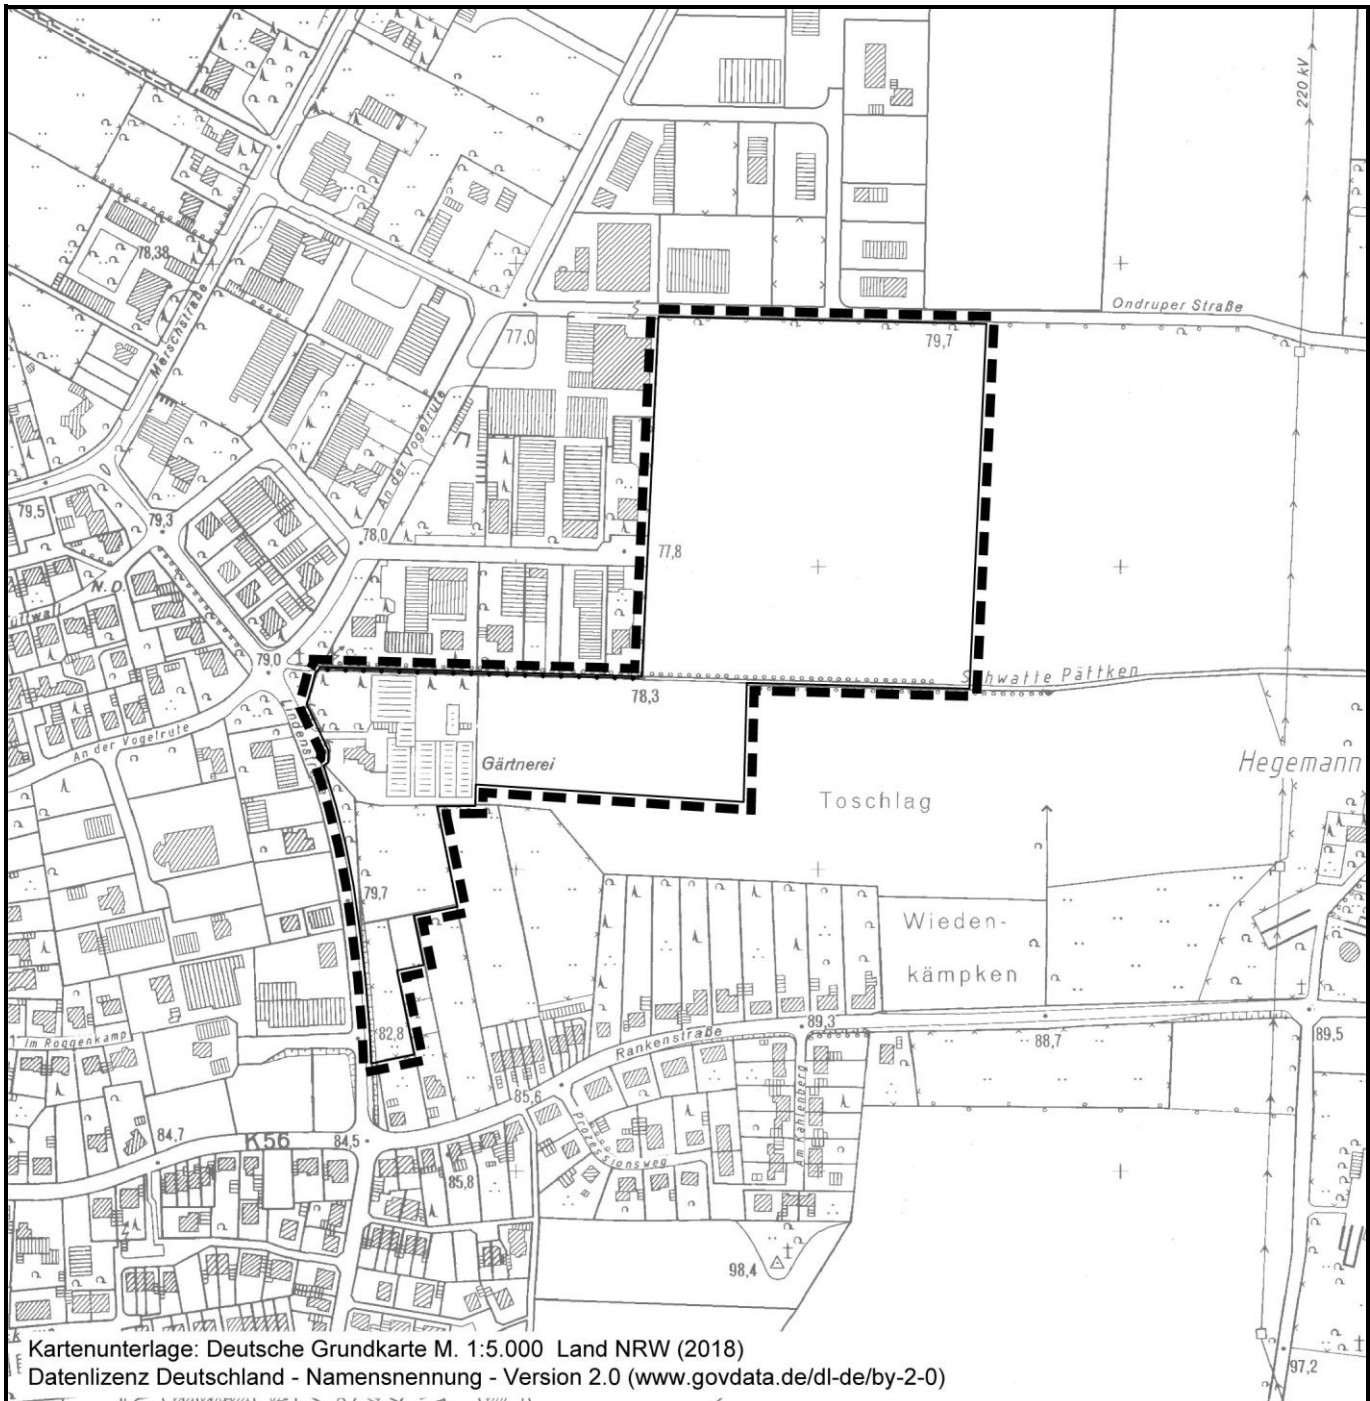 220 kV
78,38
Merschstraße
Ondruper Straße
77,0
79,7
An der Vogelrute
79,5
79,3
78,0
77,8
N.D.
79,0
Schwatte Pättken
78,3
An der Vogelrute
Gärtnerei
Hegemann
Toschlag
79,7
Wieden-
kämpken
82,8
Im Roggenkamp
Rankenstraße
89,3
88,7
89,5
85,6
Am Kahlenberg
Prozessionsweg
84,7
K56
84,5
85,8
98,4
97,2
Kartenunterlage: Deutsche Grundkarte M. 1:5.000 Land NRW (2018)
Datenlizenz Deutschland - Namensnennung - Version 2.0 (www.govdata.de/dl-de/by-2-0)